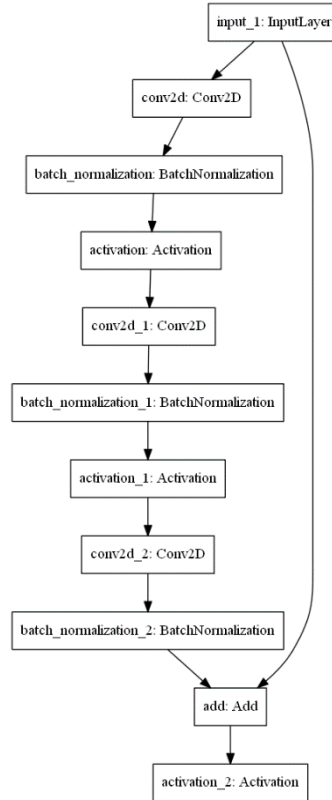 input_1: InputLayer
conv2d: Conv2D
batch_normalization: BatchNormalization
activation: Activation
conv2d_1: Conv2D
batch_normalization_1: BatchNormalization
activation_1: Activation
conv2d_2: Conv2D
batch_normalization_2: BatchNormalization
add: Add
activation_2: Activation